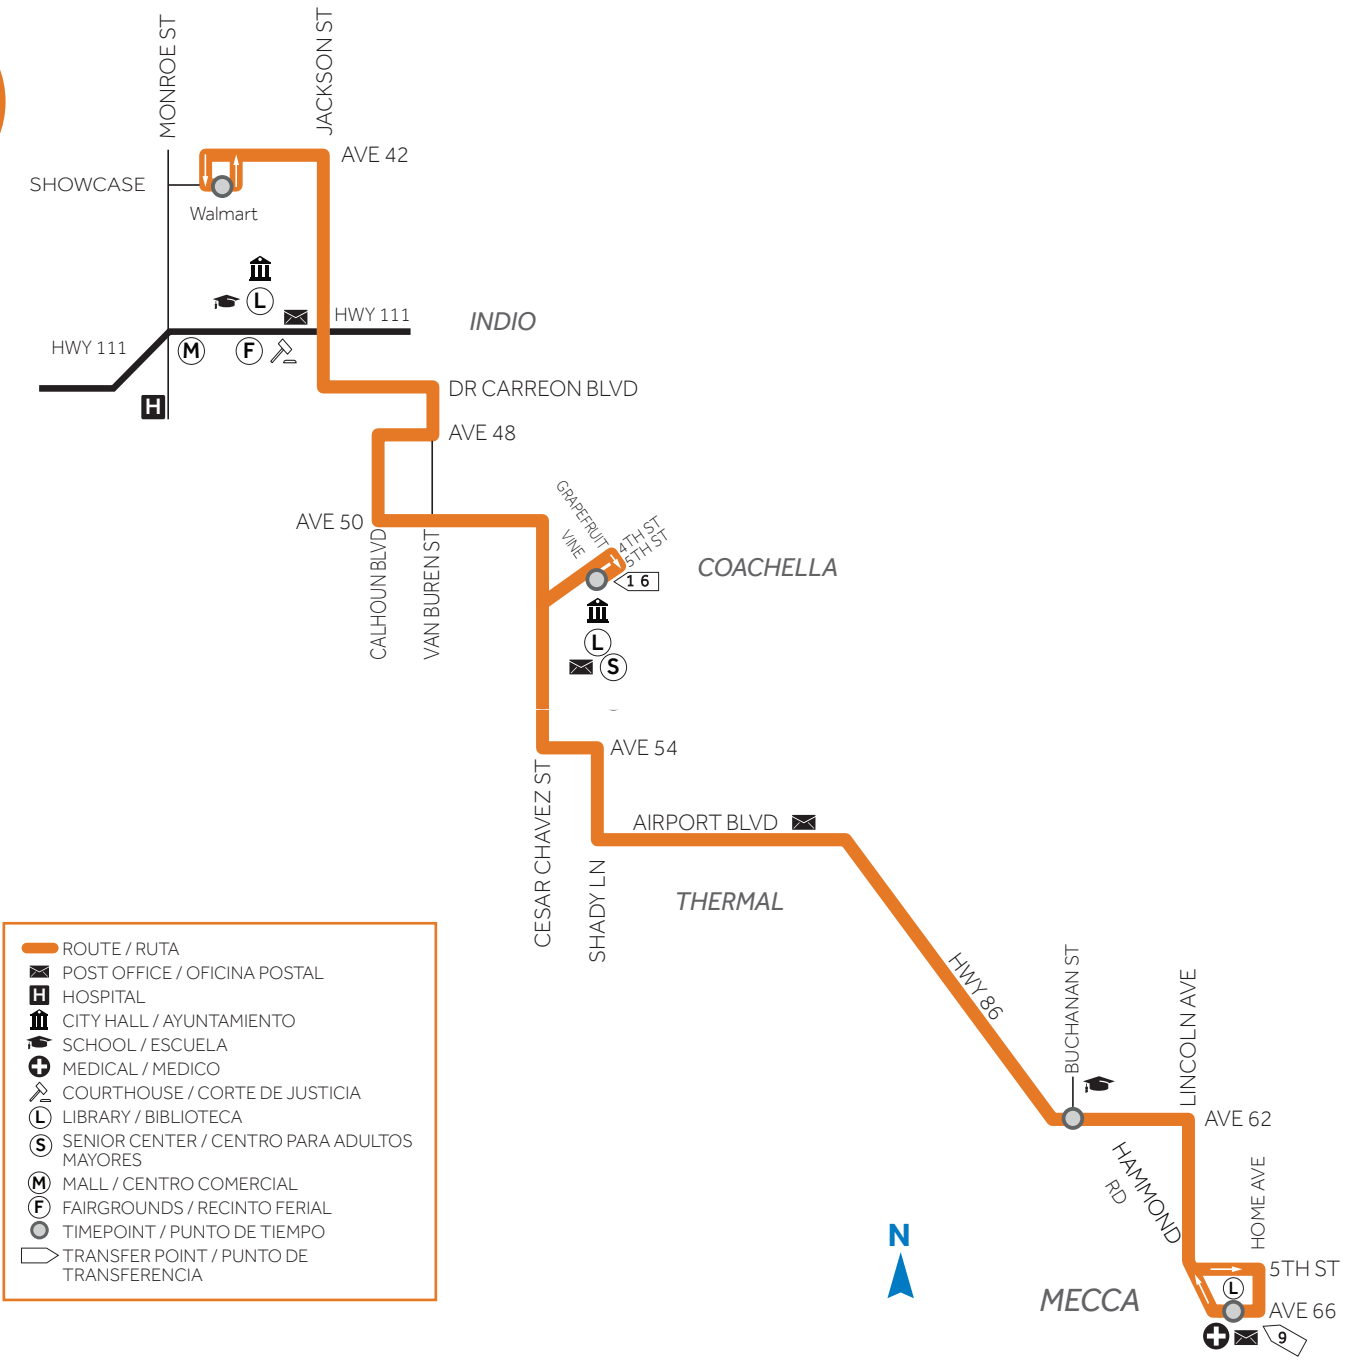 MONROE ST
JACKSON ST
AVE 42
SHOWCASE
Walmart
L
HWY 111
INDIO
HWY 111
M
F
H
DR CARREON BLVD
AVE 48
AVE 50
CALHOUN BLVD
VAN BUREN ST
GRAPEFRUIT
VINE
4TH ST
5TH ST
1 6
COACHELLA
L
S
AVE 54
CESAR CHAVEZ ST
SHADY LN
AIRPORT BLVD
THERMAL
HWY 86
BUCHANAN ST
LINCOLN AVE
AVE 62
HAMMOND
RD
HOME AVE
5TH ST
L
AVE 66
9
MECCA
N
ROUTE / RUTA
POST OFFICE / OFICINA POSTAL
H HOSPITAL
CITY HALL / AYUNTAMIENTO
SCHOOL / ESCUELA
MEDICAL / MEDICO
COURTHOUSE / CORTE DE JUSTICIA
L LIBRARY / BIBLIOTECA
S SENIOR CENTER / CENTRO PARA ADULTOS
MAYORES
M MALL / CENTRO COMERCIAL
F FAIRGROUNDS / RECINTO FERIAL
TIMEPOINT / PUNTO DE TIEMPO
TRANSFER POINT / PUNTO DE
TRANSFERENCIA